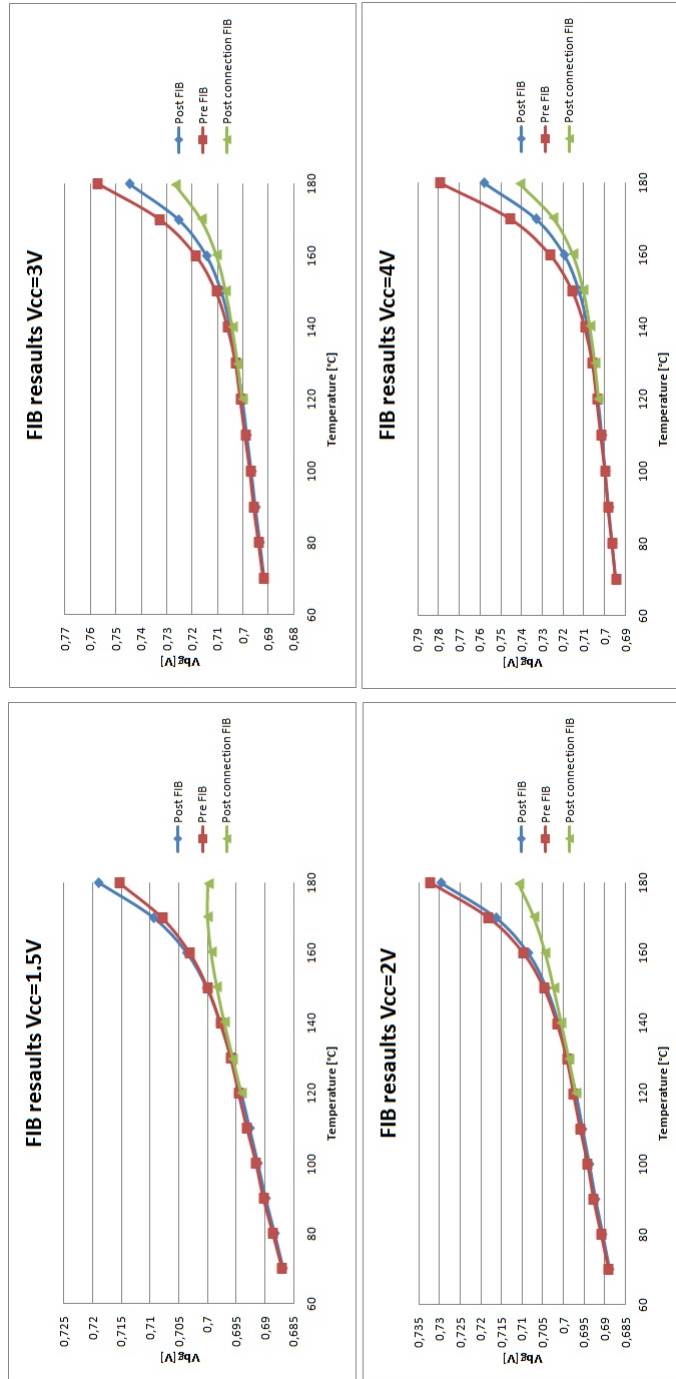 FIB resaults Vcc=1.5V
0,725
0,72
0,715
0,71
0,705
0,7
0,695
0,69
0,685
Vbg[V]
60
80
100
120
140
160
180
Temperature [°C]
Post FIB
Pre FIB
Post connection FIB
FIB resaults Vcc=3V
0,77
0,76
0,75
0,74
0,73
0,72
0,71
0,7
0,69
0,68
Vbg[V]
60
80
100
120
140
160
180
Temperature [°C]
Post FIB
Pre FIB
Post connection FIB
FIB resaults Vcc=2V
0,735
0,73
0,725
0,72
0,715
0,71
0,705
0,7
0,695
0,69
0,685
Vbg[V]
60
80
100
120
140
160
180
Temperature [°C]
Post FIB
Pre FIB
Post connection FIB
FIB resaults Vcc=4V
0,79
0,78
0,77
0,76
0,75
0,74
0,73
0,72
0,71
0,7
0,69
Vbg[V]
60
80
100
120
140
160
180
Temperature [°C]
Post FIB
Pre FIB
Post connection FIB